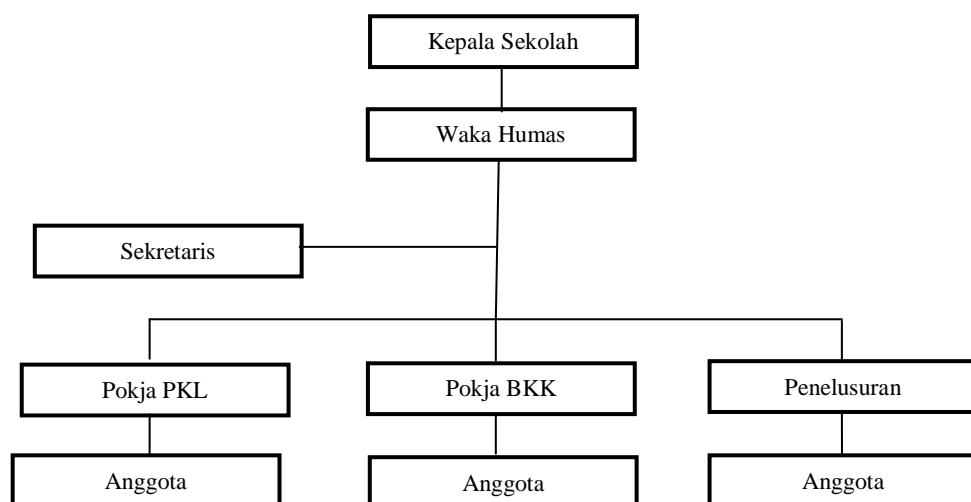 Kepala Sekolah
Waka Humas
Sekretaris
Pokja PKL
Pokja BKK
Penelusuran
Anggota
Anggota
Anggota